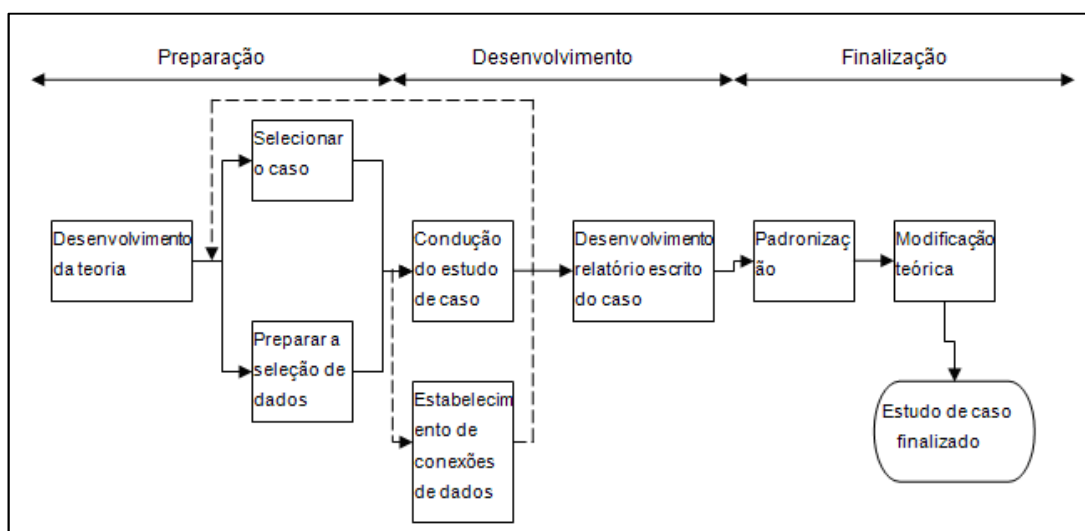 Preparação
Desenvolvimento
Finalização
Selecionar
o caso
Desenvolvimento
da teoria
Preparar a
seleção de
dados
Condução
do estudo
de caso
Estabelecim
ento de
conexões
de dados
Desenvolvimento
relatório escrito
do caso
Padronizaç
ão
Modificação
teórica
Estudo de caso
finalizado